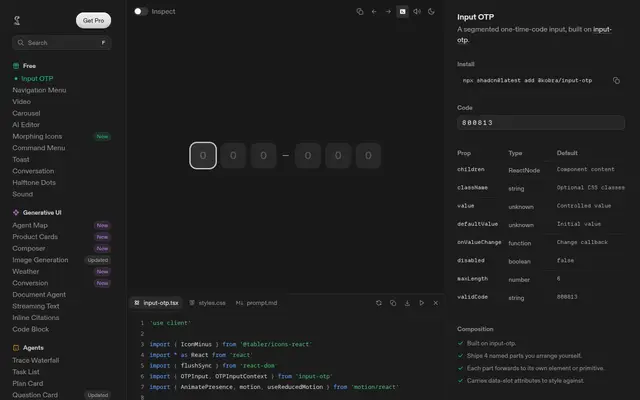 Get Pro
Search
F
Free
Input OTP
Navigation Menu
Video
Carousel
AI Editor
Morphing Icons New
Command Menu
Toast
Conversation
Halftone Dots
Sound
Generative UI
Agent Map New
Product Cards New
Composer New
Image Generation Updated
Weather New
Conversion New
Document Agent
Streaming Text
Inline Citations
Code Block
Agents
Trace Waterfall
Task List
Plan Card
Question Card Updated
Inspect
0 0 0 – 0 0 0
input-otp.tsx styles.css prompt.md
1 'use client'
2
3 import { IconMinus } from '@tabler/icons-react'
4 import * as React from 'react'
5 import { flushSync } from 'react-dom'
6 import { OTPInput, OTPInputContext } from 'input-otp'
7 import { AnimatePresence, motion, useReducedMotion } from 'motion/react'
8
Input OTP
A segmented one-time-code input, built on input-
otp.
Install
npx shadcn@latest add @kobra/input-otp
Code
800813
Prop Type Default
children ReactNode Component content
className string Optional CSS classes
value unknown Controlled value
defaultValue unknown Initial value
onValueChange function Change callback
disabled boolean false
maxLength number 6
validCode string 800813
Composition
Built on input-otp.
Ships 4 named parts you arrange yourself.
Each part forwards to its own element or primitive.
Carries data-slot attributes to style against.